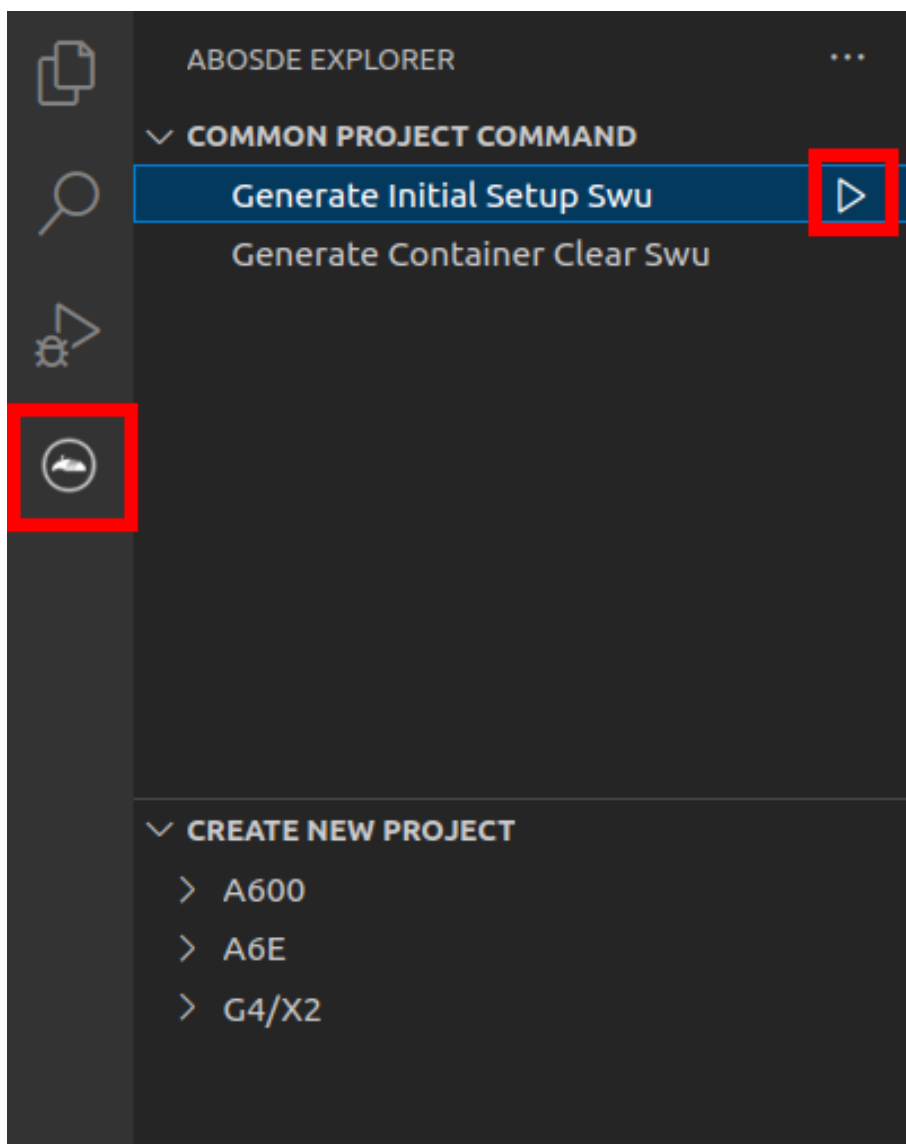 ABOSDE EXPLORER
COMMON PROJECT COMMAND
Generate Initial Setup Swu
Generate Container Clear Swu
CREATE NEW PROJECT
A600
A6E
G4/X2